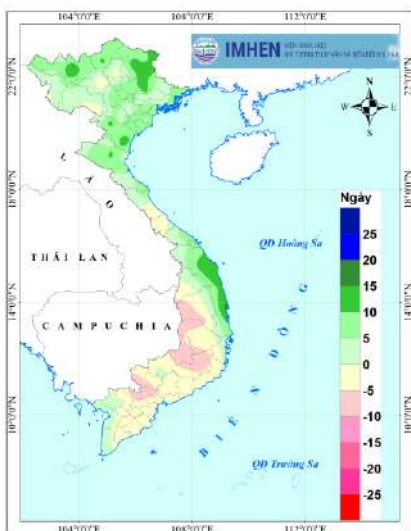 104°0'0"E
108°0'0"E
112°0'0"E
IMHEN
22°0'0"N
N
W
E
S
LÀO
18°0'0"N
Ngày
QĐ Hoàng Sa
25
20
THÁI LAN
15
10
14°0'0"N
5
CAMPUCHIA
0
-5
BIỂN ĐÔNG
-10
10°0'0"N
-15
QĐ Trường Sa
-20
-25
104°0'0"E
108°0'0"E
112°0'0"E